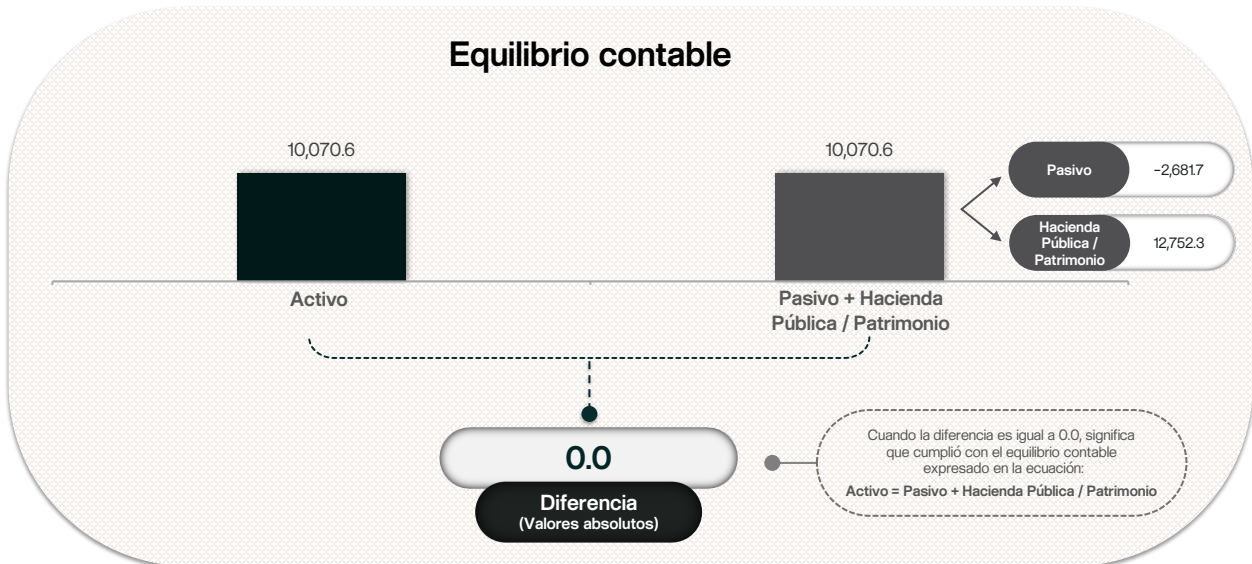 Equilibrio contable
10,070.6
10,070.6
Pasivo
-2,681.7
Hacienda
Pública /
Patrimonio
12,752.3
Activo
Pasivo + Hacienda
Pública / Patrimonio
0.0
Diferencia
(Valores absolutos)
Cuando la diferencia es igual a 0.0, significa
que cumplió con el equilibrio contable
expresado en la ecuación:
Activo = Pasivo + Hacienda Pública / Patrimonio